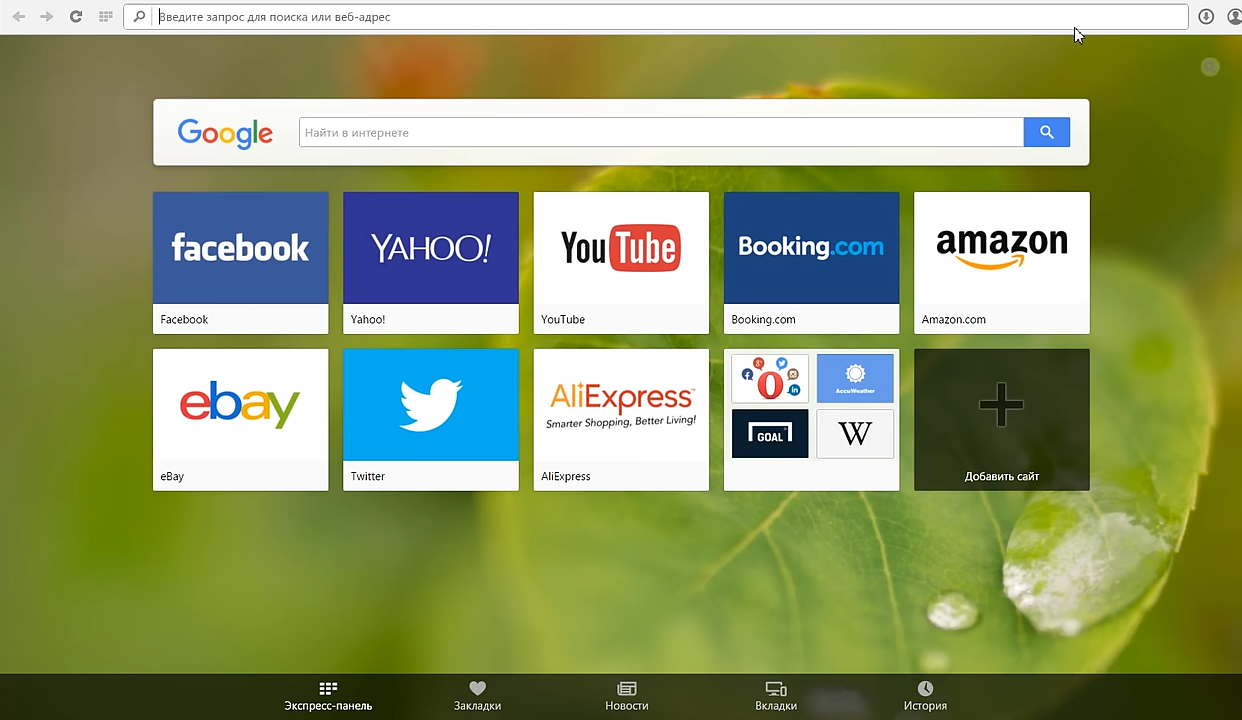 Введите запрос для поиска или веб-адрес
Google
Найти в интернете
facebook
YAHOO!
YouTube
Booking.com
amazon
Facebook
Yahoo!
YouTube
Booking.com
Amazon.com
ebay
AliExpress™
Smarter Shopping, Better Living!
AccuWeather
GOAL
W
eBay
Twitter
AliExpress
Добавить сайт
Экспресс-панель
Закладки
Новости
Вкладки
История